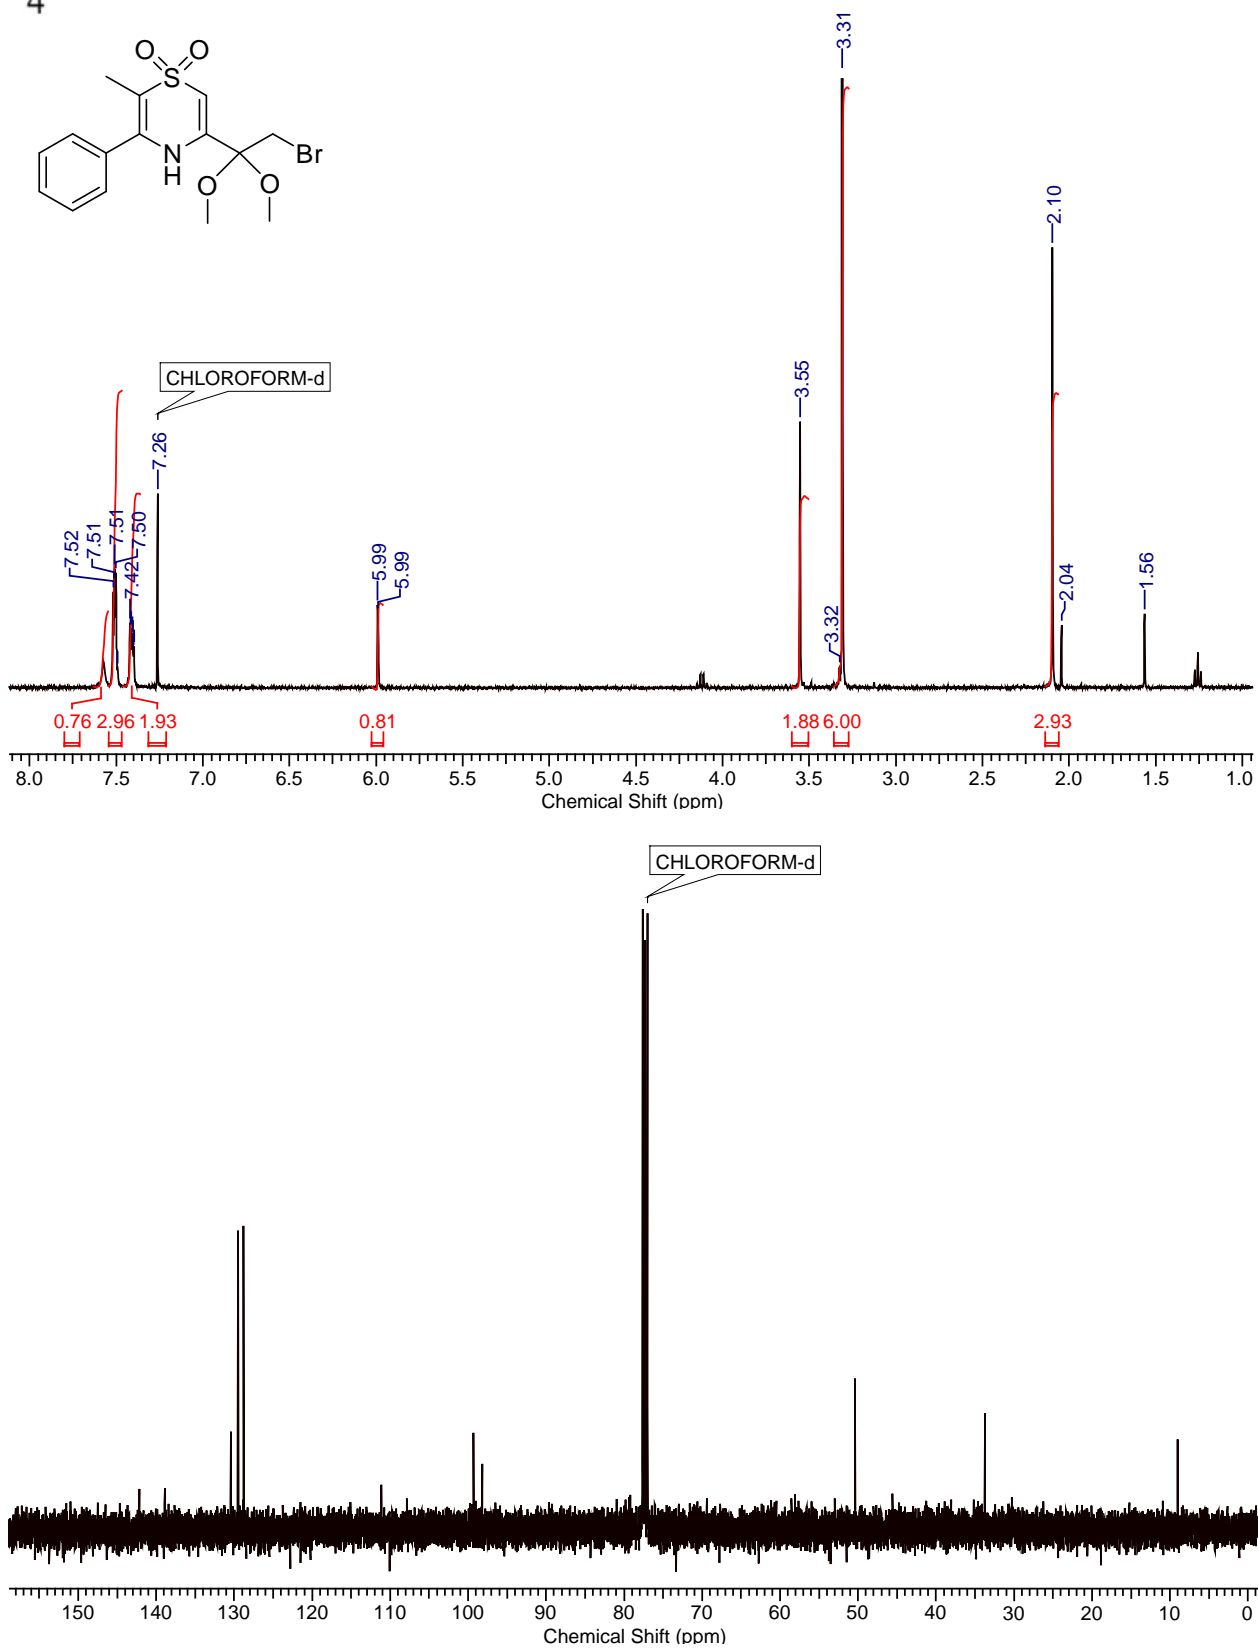 4
O O
S
N
H
Br
O O
3.31
2.10
3.55
CHLOROFORM-d
7.26
7.52
7.51
7.51
7.50
7.42
5.99
5.99
3.32
2.04
1.56
0.76 2.96 1.93 0.81 1.88 6.00 2.93
8.0 7.5 7.0 6.5 6.0 5.5 5.0 4.5 4.0 3.5 3.0 2.5 2.0 1.5 1.0
Chemical Shift (ppm)
CHLOROFORM-d
150 140 130 120 110 100 90 80 70 60 50 40 30 20 10 0
Chemical Shift (ppm)